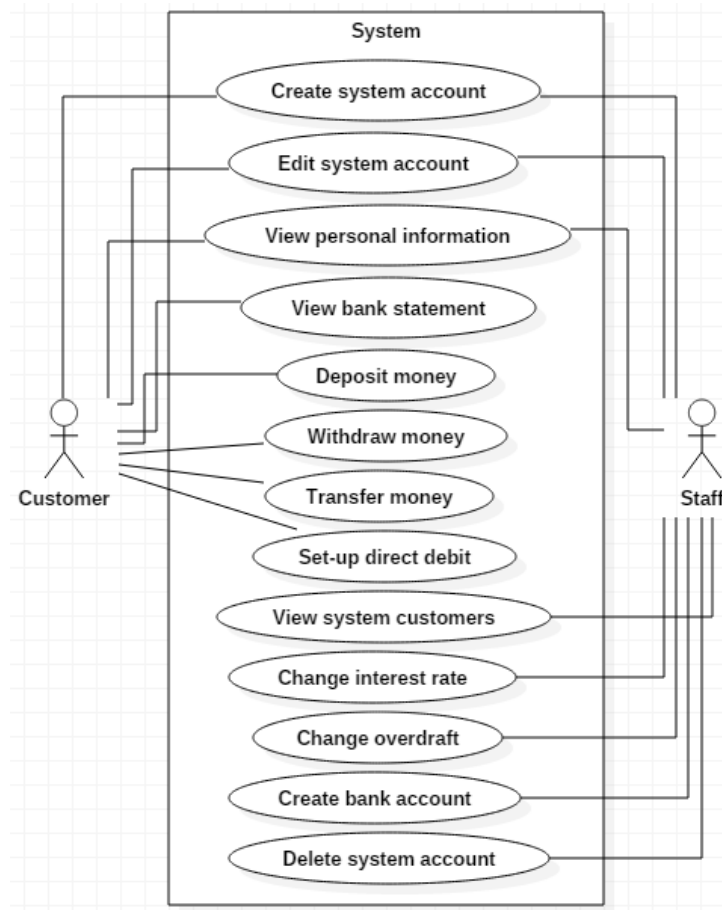 System
Create system account
Edit system account
View personal information
View bank statement
Deposit money
Withdraw money
Transfer money
Customer
Staff
Set-up direct debit
View system customers
Change interest rate
Change overdraft
Create bank account
Delete system account